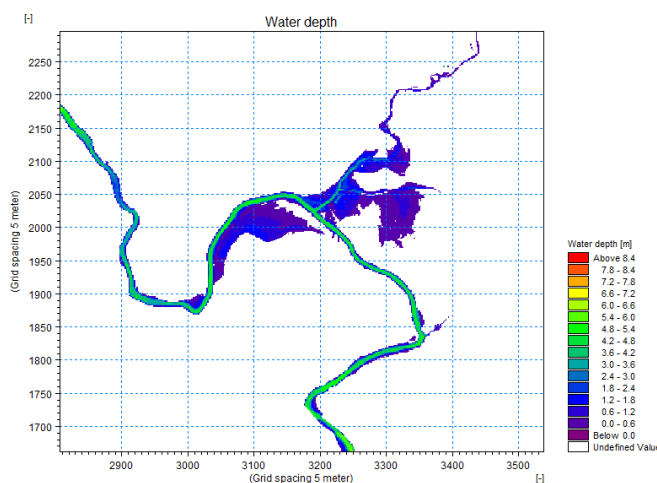 [-]
Water depth
2250
2200
2150
2100
2050
2000
1950
1900
1850
1800
1750
1700
(Grid spacing 5 meter)
2900 3000 3100 3200 3300 3400 3500
(Grid spacing 5 meter) [-]
Water depth [m]
Above 8.4
7.8 - 8.4
7.2 - 7.8
6.6 - 7.2
6.0 - 6.6
5.4 - 6.0
4.8 - 5.4
4.2 - 4.8
3.6 - 4.2
3.0 - 3.6
2.4 - 3.0
1.8 - 2.4
1.2 - 1.8
0.6 - 1.2
0.0 - 0.6
Below 0.0
Undefined Value